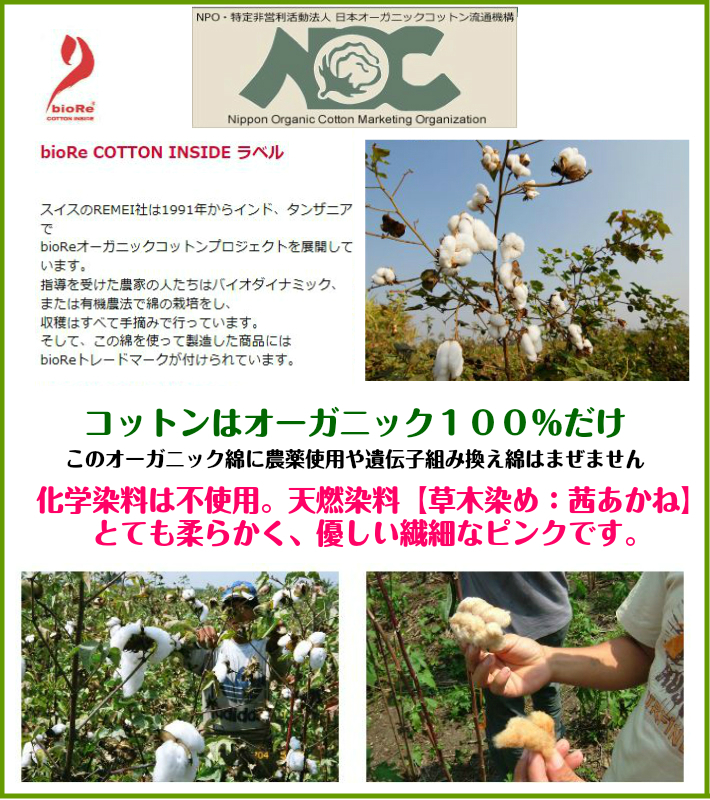 NPO・特定非営利活動法人 日本オーガニックコットン流通機構
NOC
Nippon Organic Cotton Marketing Organization
bioRe®
COTTON INSIDE
bioRe COTTON INSIDE ラベル
スイスのREMEI社は1991年からインド、タンザニア
で
bioReオーガニックコットンプロジェクトを展開して
います。
指導を受けた農家の人たちはバイオダイナミック、
または有機農法で綿の栽培をし、
収穫はすべて手摘みで行っています。
そして、この綿を使って製造した商品には
bioReトレードマークが付けられています。
コットンはオーガニック１００％だけ
このオーガニック綿に農薬使用や遺伝子組み換え綿はまぜません
化学染料は不使用。天燃染料【草木染め：茜あかね】
とても柔らかく、優しい繊細なピンクです。
adidas
'04